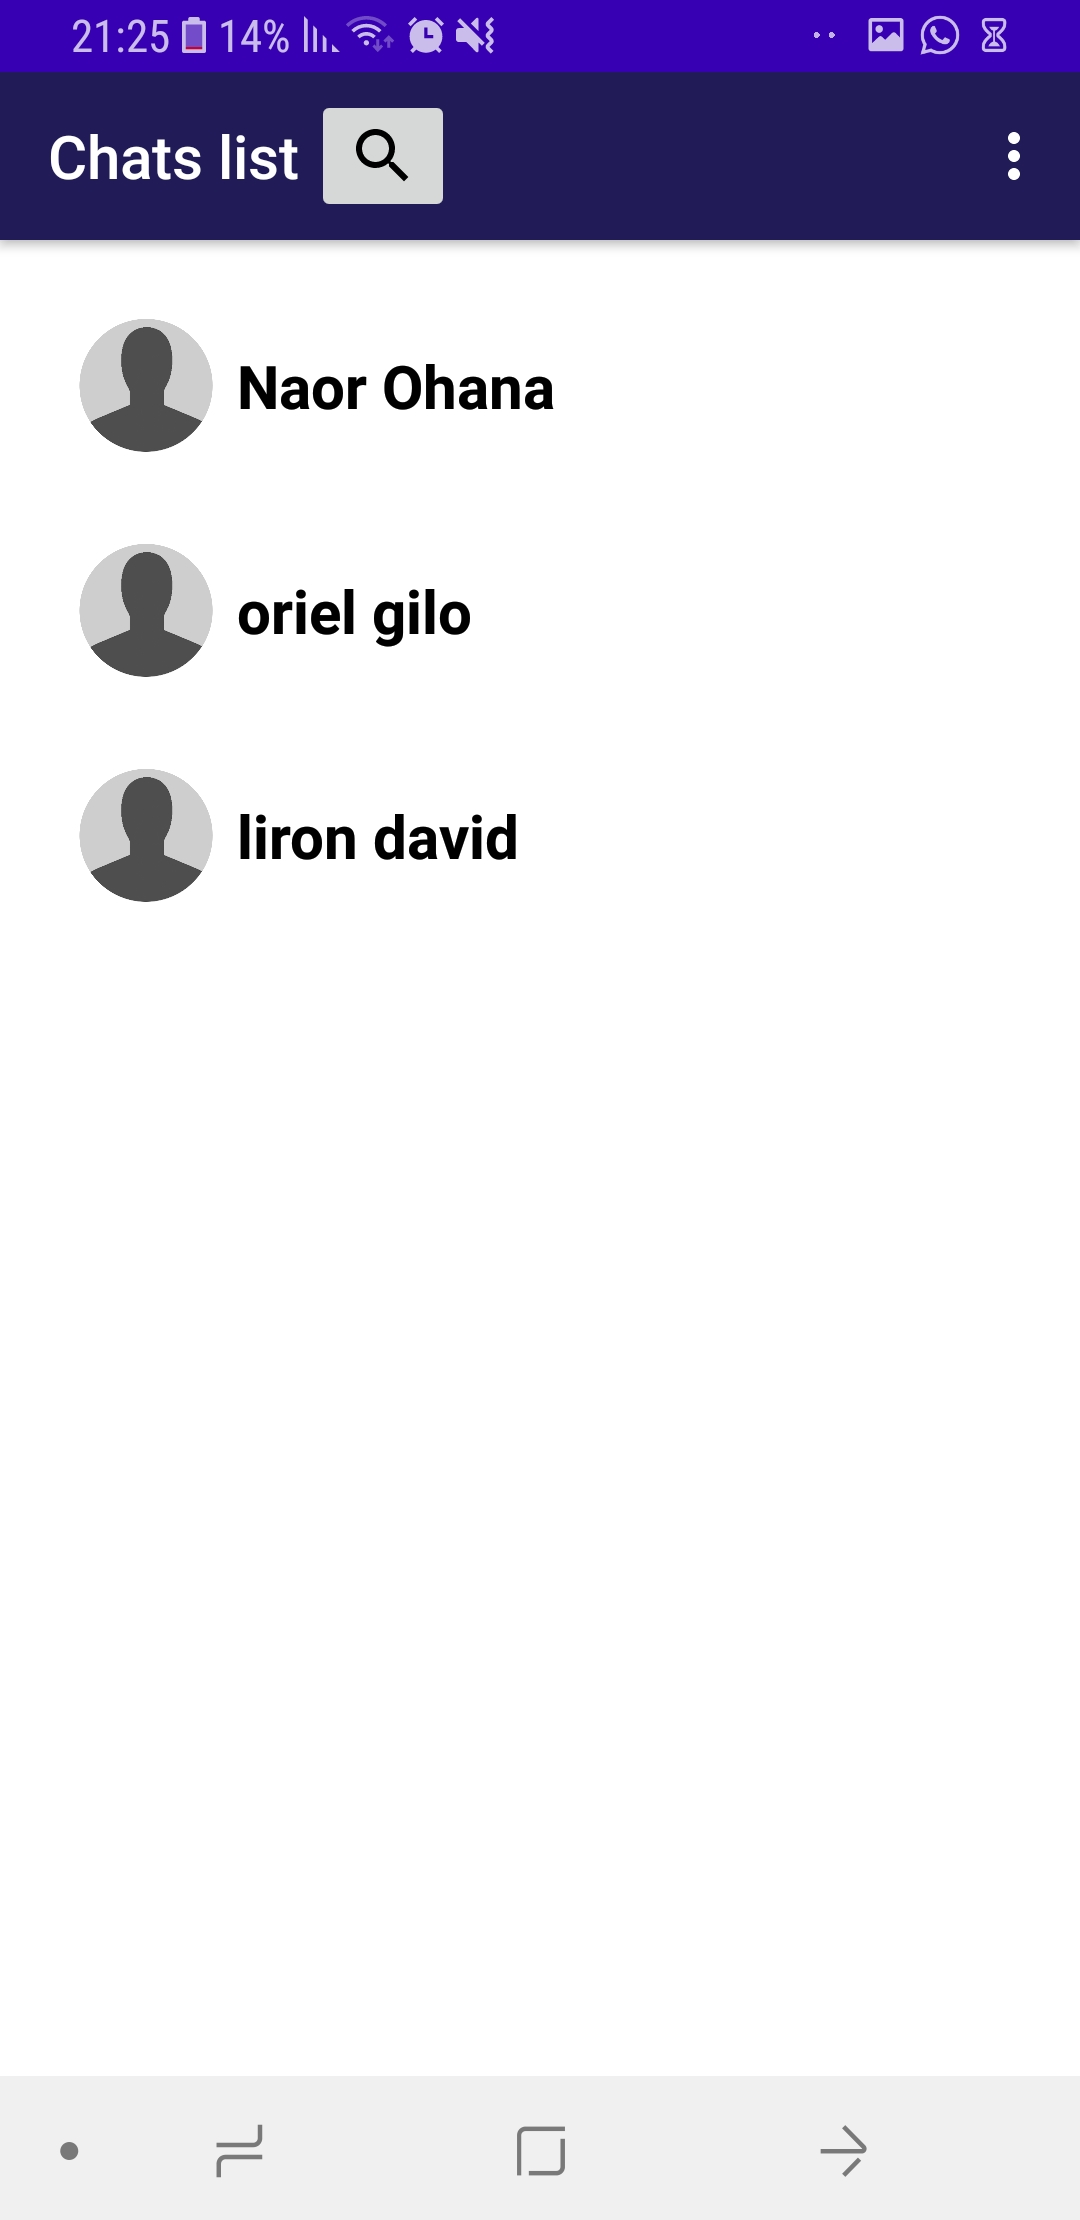 21:25 14%
Chats list
Naor Ohana
oriel gilo
liron david